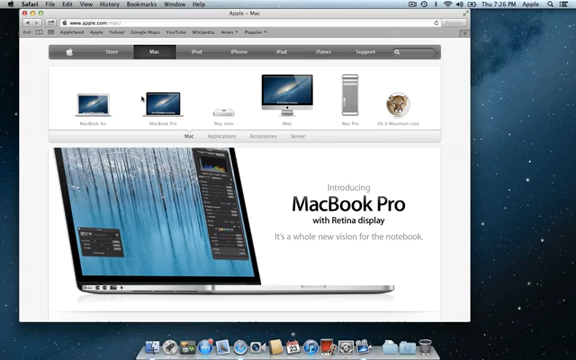 Safari File Edit View History Bookmarks Window Help
Thu 7:26 PM Apple
Apple – Mac
www.apple.com/mac/
Reader
AppleSeed Apple Yahoo! Google Maps YouTube Wikipedia News Popular
Store Mac iPod iPhone iPad iTunes Support
MacBook Air MacBook Pro Mac mini iMac Mac Pro OS X Mountain Lion
Mac Applications Accessories Server
Introducing
MacBook Pro
with Retina display
It's a whole new vision for the notebook.
23